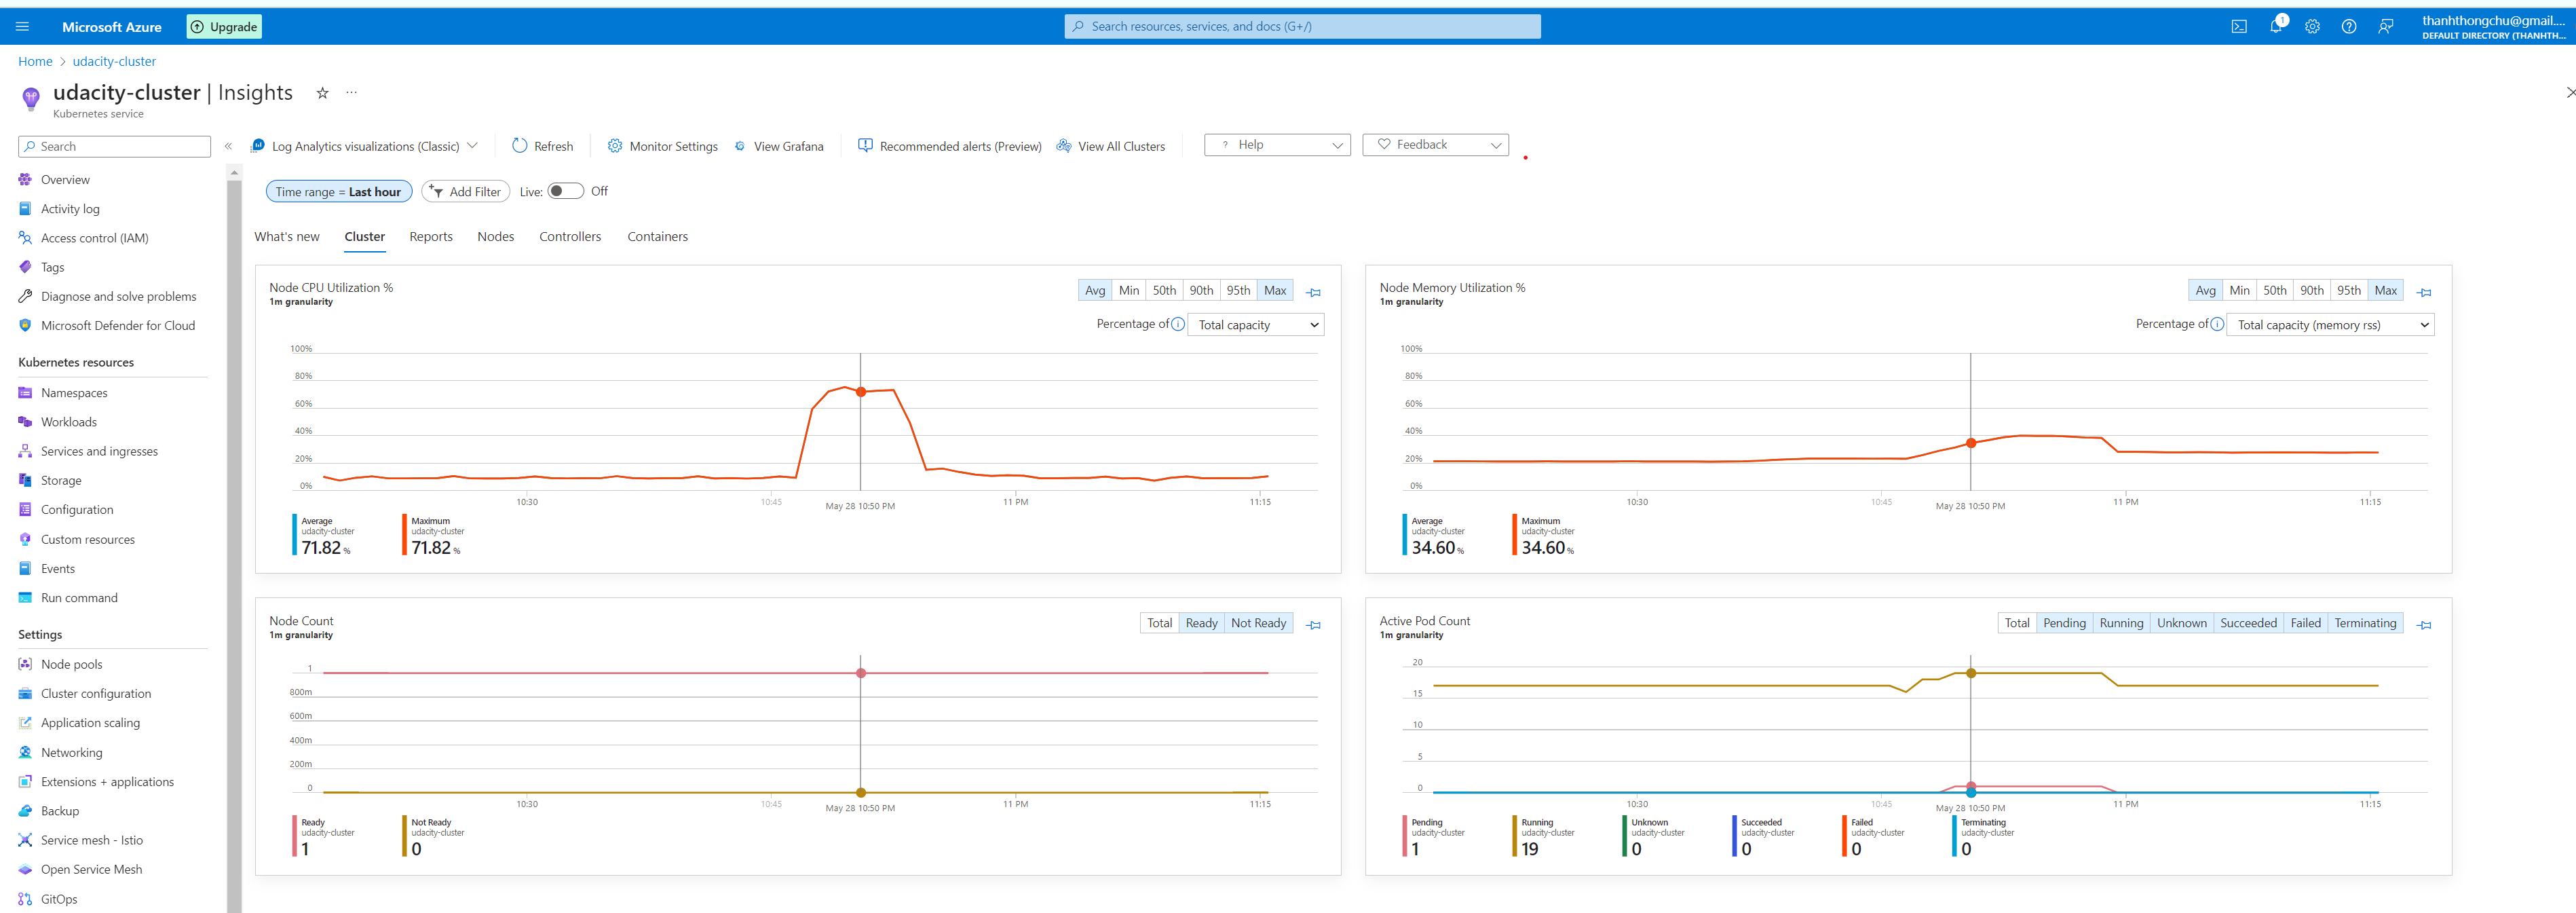 Microsoft Azure
Upgrade
Search resources, services, and docs (G+/)
1
thanhthongchu@gmail....
DEFAULT DIRECTORY (THANHTH...
Home > udacity-cluster
udacity-cluster | Insights
Kubernetes service
Search
Log Analytics visualizations (Classic)
Refresh
Monitor Settings
View Grafana
Recommended alerts (Preview)
View All Clusters
? Help
Feedback
Time range = Last hour
Add Filter
Live:
Off
What's new
Cluster
Reports
Nodes
Controllers
Containers
Overview
Activity log
Access control (IAM)
Tags
Diagnose and solve problems
Microsoft Defender for Cloud
Kubernetes resources
Namespaces
Workloads
Services and ingresses
Storage
Configuration
Custom resources
Events
Run command
Settings
Node pools
Cluster configuration
Application scaling
Networking
Extensions + applications
Backup
Service mesh - Istio
Open Service Mesh
GitOps
Node CPU Utilization %
1m granularity
Avg Min 50th 90th 95th Max
Percentage of Total capacity
100%
80%
60%
40%
20%
0%
10:30
10:45
May 28 10:50 PM
11 PM
11:15
Average
udacity-cluster
71.82 %
Maximum
udacity-cluster
71.82 %
Node Memory Utilization %
1m granularity
Avg Min 50th 90th 95th Max
Percentage of Total capacity (memory rss)
100%
80%
60%
40%
20%
0%
10:30
10:45
May 28 10:50 PM
11 PM
11:15
Average
udacity-cluster
34.60 %
Maximum
udacity-cluster
34.60 %
Node Count
1m granularity
Total Ready Not Ready
1
800m
600m
400m
200m
0
10:30
10:45
May 28 10:50 PM
11 PM
11:15
Ready
udacity-cluster
1
Not Ready
udacity-cluster
0
Active Pod Count
1m granularity
Total Pending Running Unknown Succeeded Failed Terminating
20
15
10
5
0
10:30
10:45
May 28 10:50 PM
11 PM
11:15
Pending
udacity-cluster
1
Running
udacity-cluster
19
Unknown
udacity-cluster
0
Succeeded
udacity-cluster
0
Failed
udacity-cluster
0
Terminating
udacity-cluster
0